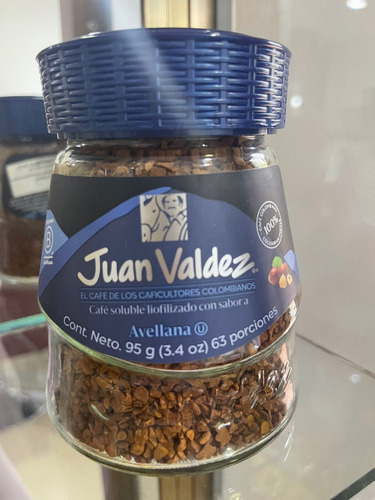 Juan Valdez
EL CAFÉ DE LOS CAFICULTORES COLOMBIANOS
Café soluble liofilizado con sabor a
Avellana U
Cont. Neto. 95 g (3.4 oz) 63 porciones
100%
B